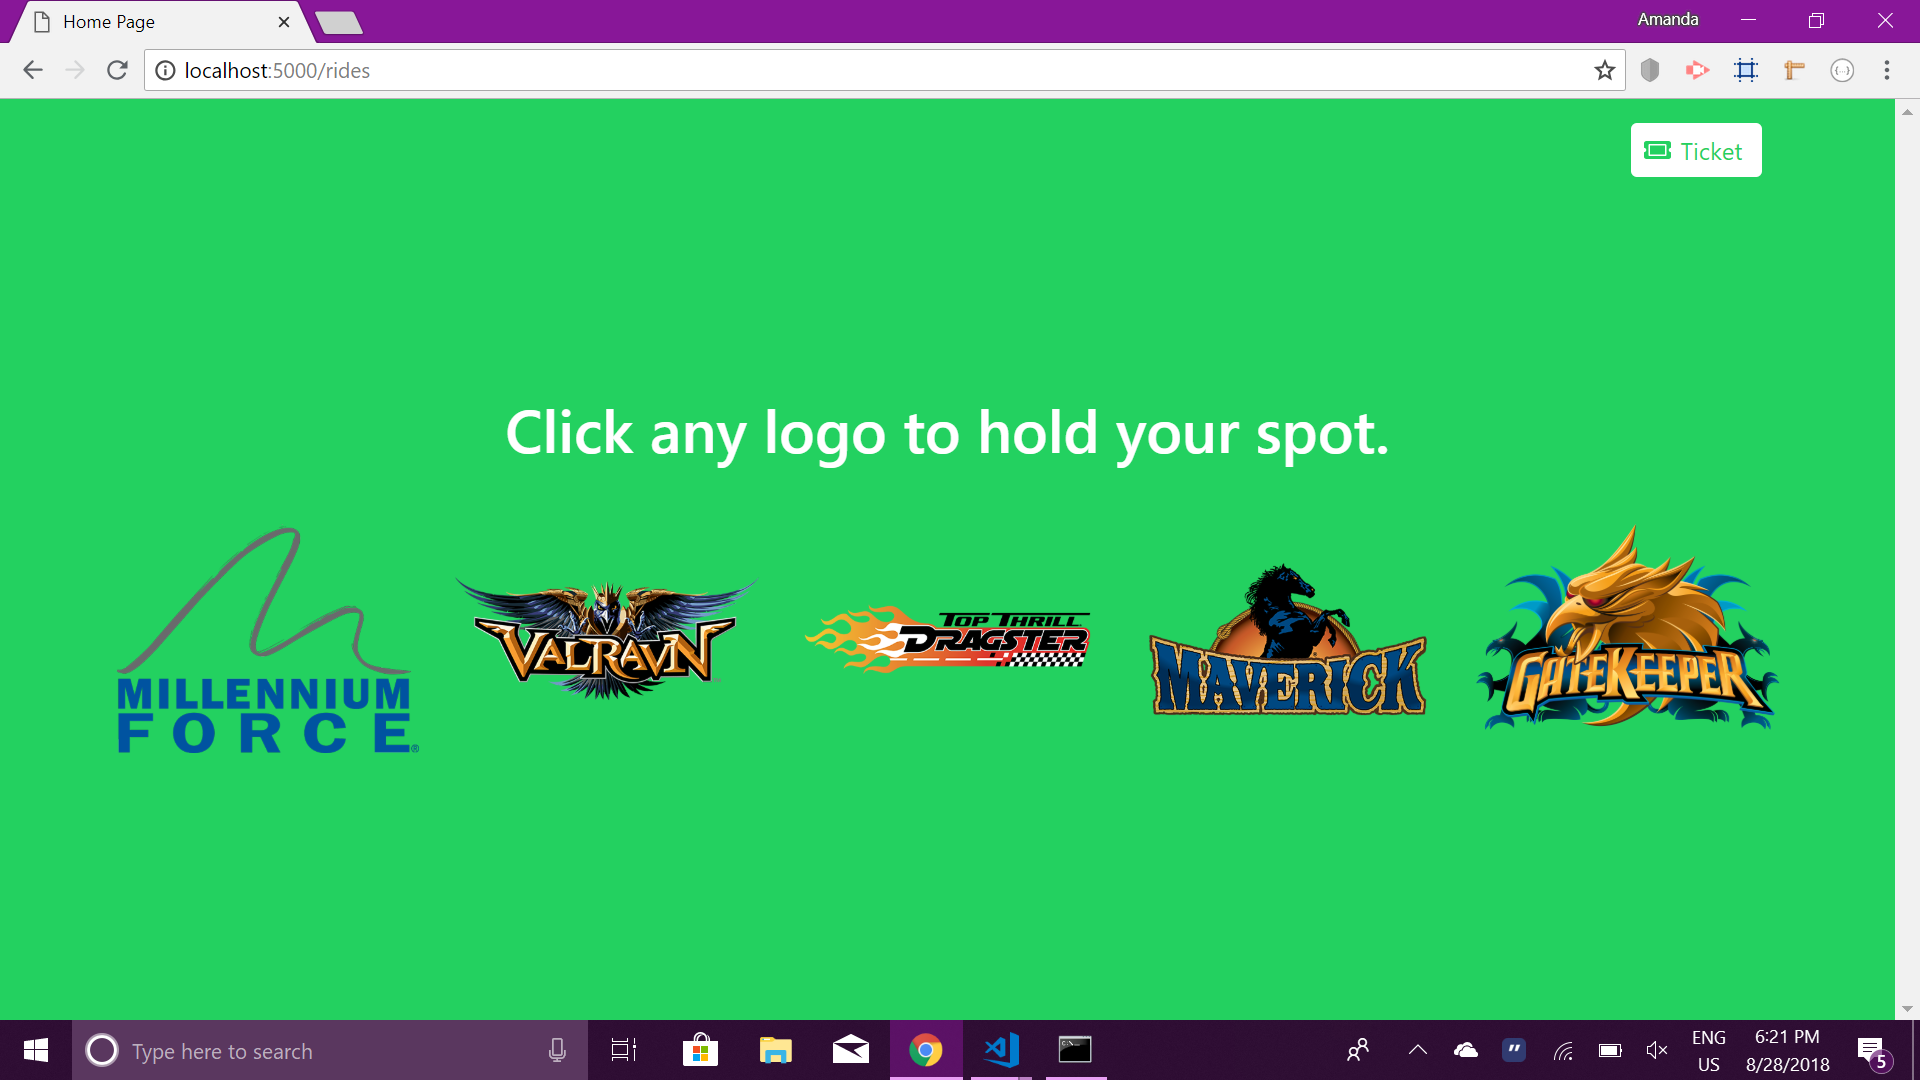 Home Page
Amanda
localhost:5000/rides
Ticket
Click any logo to hold your spot.
MILLENNIUM
FORCE®
VALRAVN
TOP THRILL
DRAGSTER
MAVERICK
GATEKEEPER
Type here to search
ENG
US
6:21 PM
8/28/2018
5